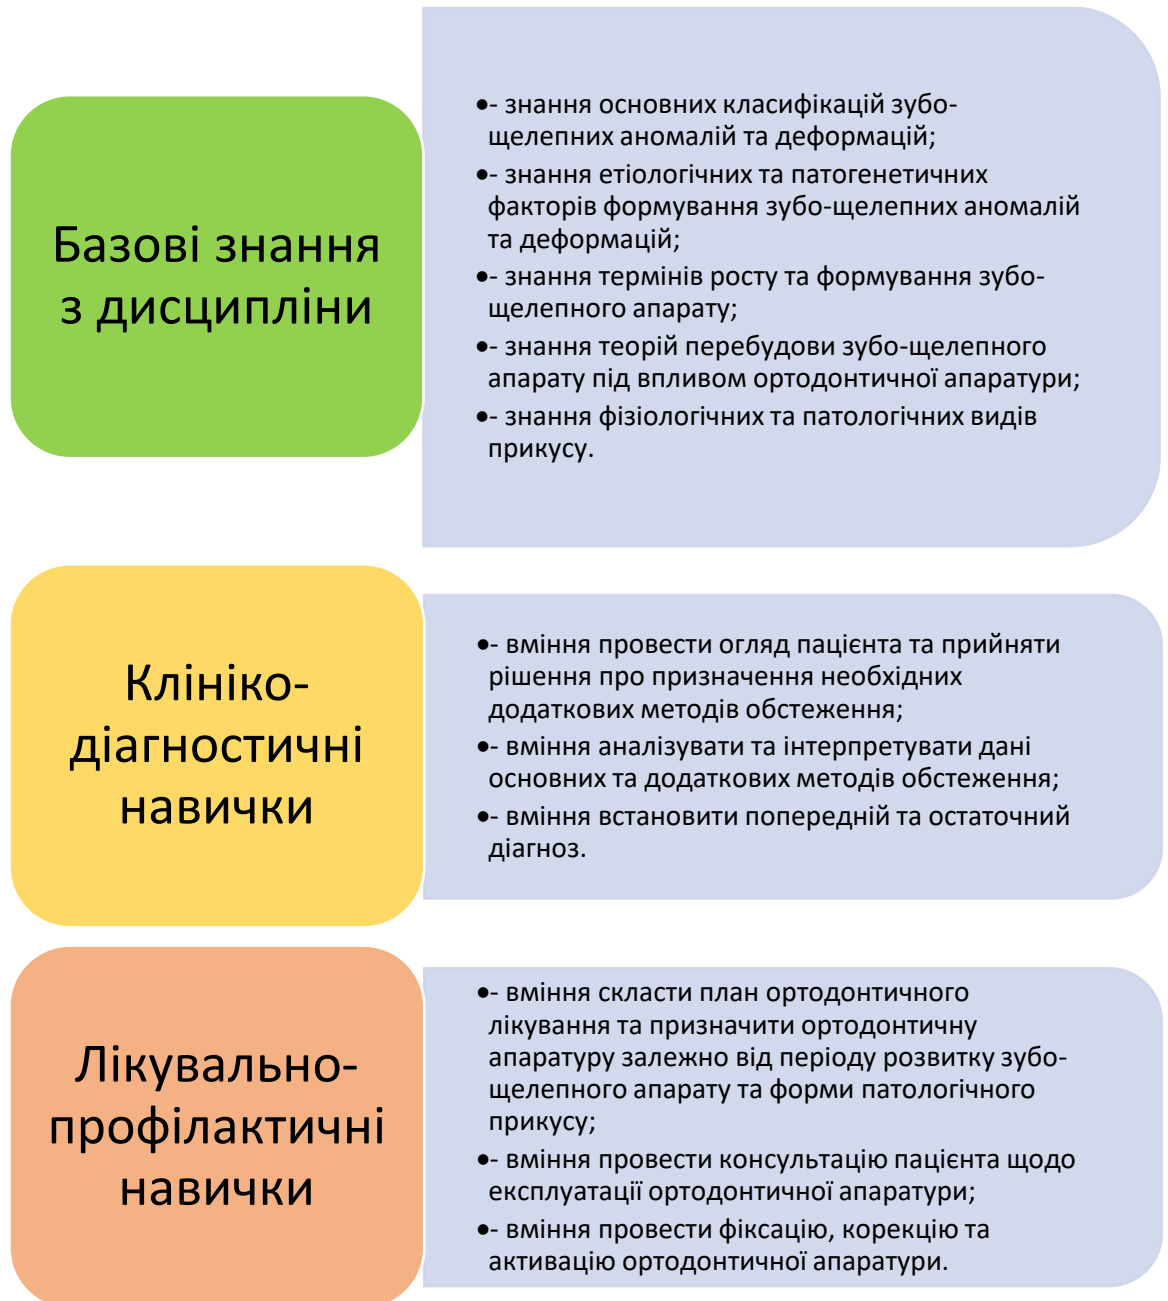 Базові знання
з дисципліни
•- знання основних класифікацій зубо-
щелепних аномалій та деформацій;
•- знання етіологічних та патогенетичних
факторів формування зубо-щелепних аномалій
та деформацій;
•- знання термінів росту та формування зубо-
щелепного апарату;
•- знання теорій перебудови зубо-щелепного
апарату під впливом ортодонтичної апаратури;
•- знання фізіологічних та патологічних видів
прикусу.
Клініко-
діагностичні
навички
•- вміння провести огляд пацієнта та прийняти
рішення про призначення необхідних
додаткових методів обстеження;
•- вміння аналізувати та інтерпретувати дані
основних та додаткових методів обстеження;
•- вміння встановити попередній та остаточний
діагноз.
Лікувально-
профілактичні
навички
•- вміння скласти план ортодонтичного
лікування та призначити ортодонтичну
апаратуру залежно від періоду розвитку зубо-
щелепного апарату та форми патологічного
прикусу;
•- вміння провести консультацію пацієнта щодо
експлуатації ортодонтичної апаратури;
•- вміння провести фіксацію, корекцію та
активацію ортодонтичної апаратури.